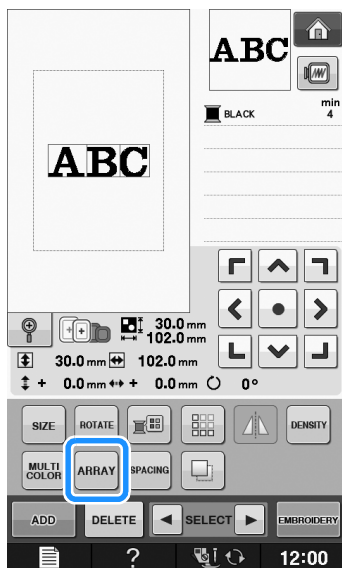 ABC
ABC
min
BLACK 4
30.0 mm
102.0 mm
30.0 mm 102.0 mm
+ 0.0 mm + 0.0 mm 0°
SIZE ROTATE DENSITY
MULTI COLOR ARRAY SPACING
ADD DELETE SELECT EMBROIDERY
? 12:00